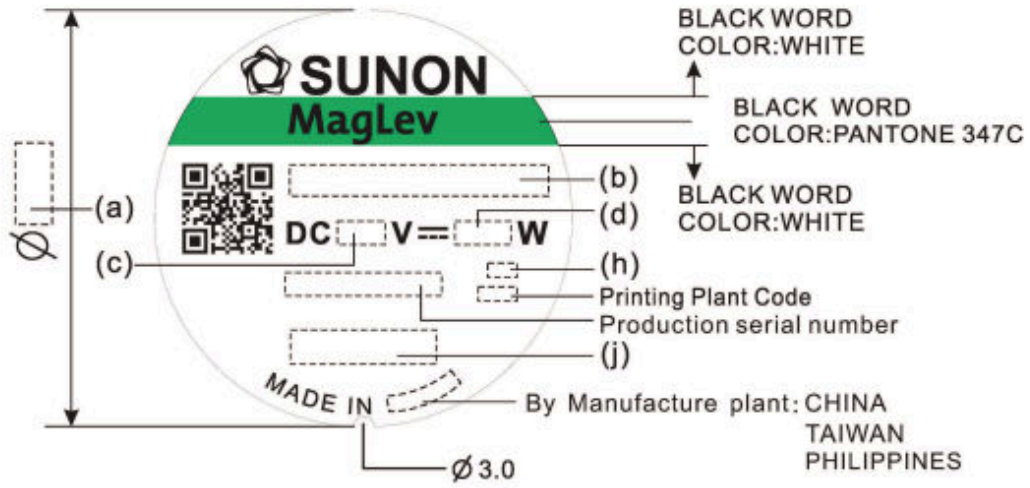 BLACK WORD
COLOR:WHITE
SUNON
MagLev
BLACK WORD
COLOR:PANTONE 347C
(b)
BLACK WORD
COLOR:WHITE
(a)
(d)
DC V⎓ W
Ø
(c)
(h)
Printing Plant Code
Production serial number
(j)
MADE IN
By Manufacture plant: CHINA
TAIWAN
PHILIPPINES
Ø3.0